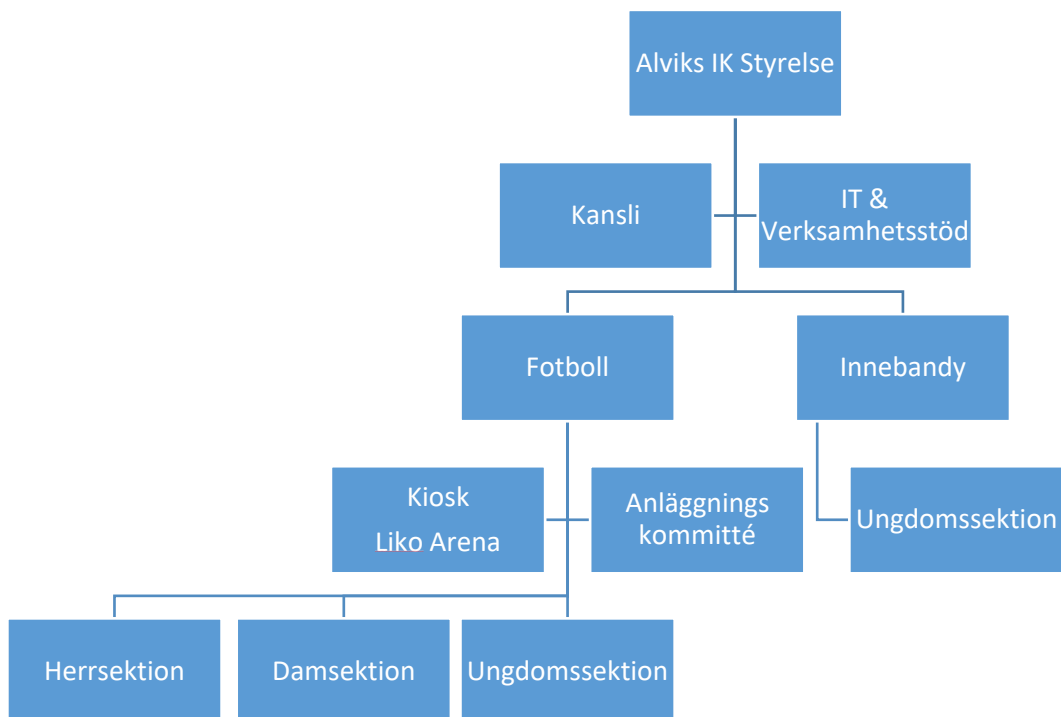 Alviks IK Styrelse
Kansli
IT &
Verksamhetsstöd
Fotboll
Innebandy
Kiosk
Liko Arena
Anläggnings
kommitté
Ungdomssektion
Herrsektion
Damsektion
Ungdomssektion